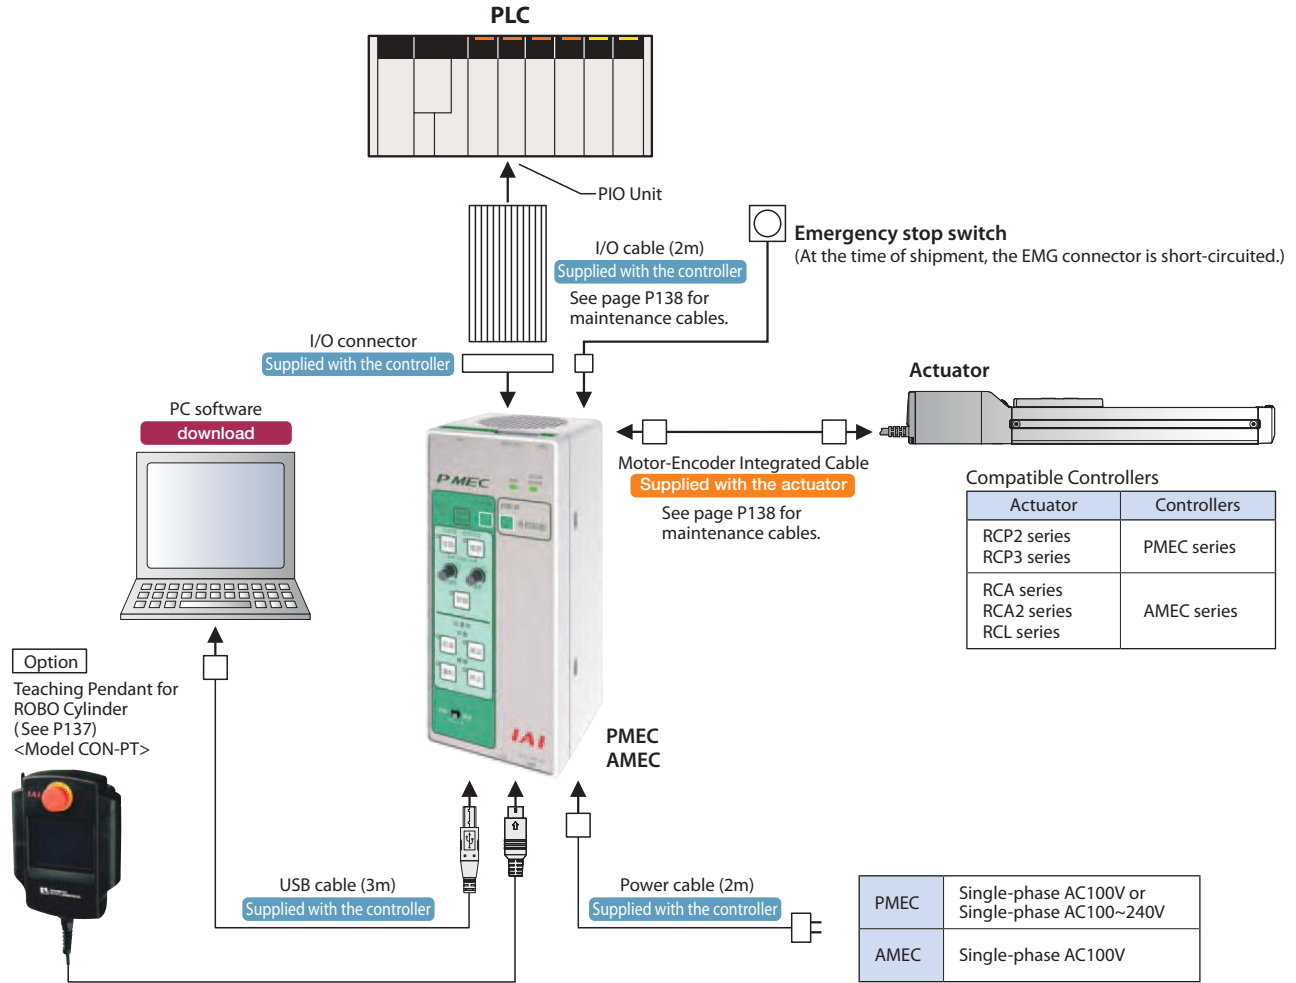 PLC
PIO Unit
Emergency stop switch
(At the time of shipment, the EMG connector is short-circuited.)
I/O cable (2m)
Supplied with the controller
See page P138 for
maintenance cables.
I/O connector
Supplied with the controller
Actuator
PC software
download
Motor-Encoder Integrated Cable
Supplied with the actuator
See page P138 for
maintenance cables.
Compatible Controllers
Actuator Controllers
RCP2 series
RCP3 series
PMEC series
RCA series
RCA2 series
RCL series
AMEC series
PMEC
IAI
PMEC
AMEC
Option
Teaching Pendant for
ROBO Cylinder
(See P137)
<Model CON-PT>
IAI
USB cable (3m)
Supplied with the controller
Power cable (2m)
Supplied with the controller
PMEC
Single-phase AC100V or
Single-phase AC100~240V
AMEC
Single-phase AC100V